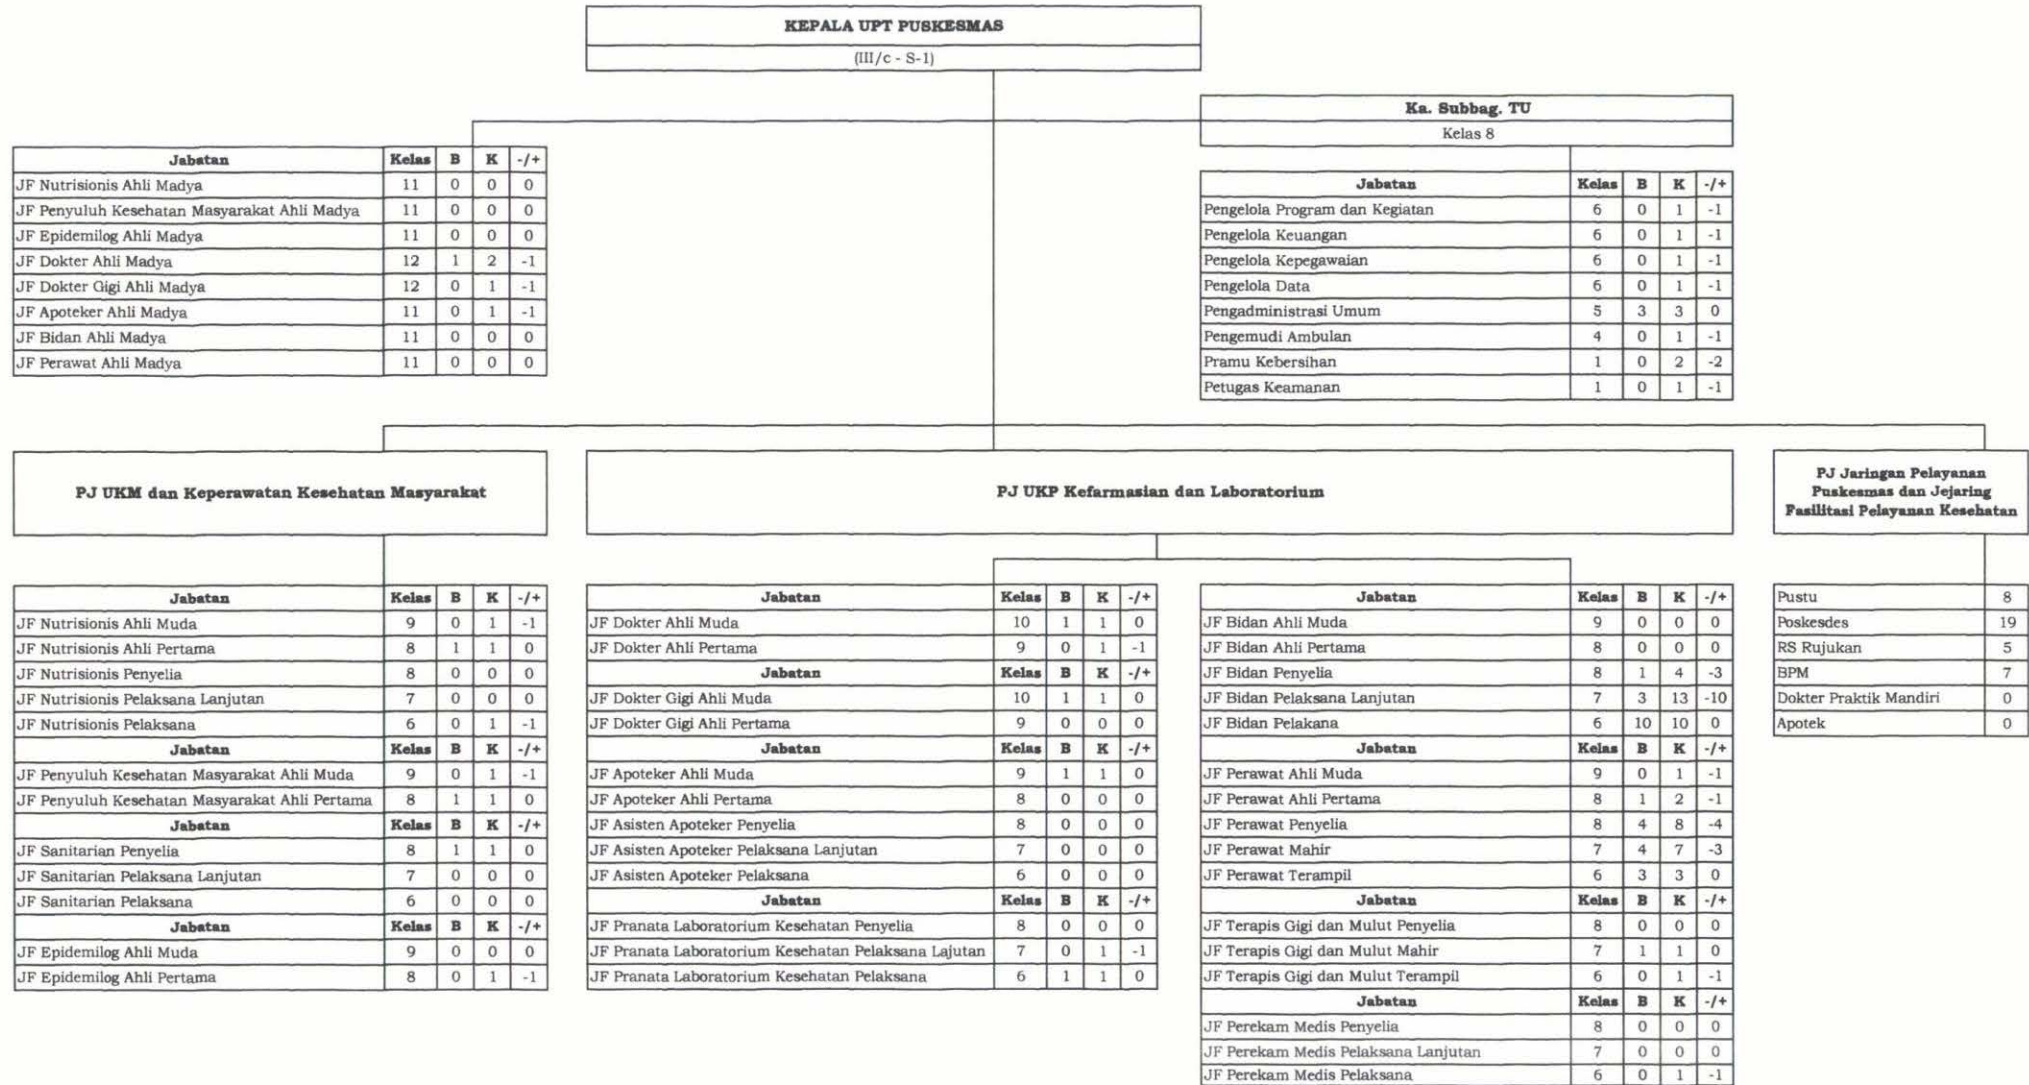 KEPALA UPT PUSKESMAS
(III/c - S-1)
Ka. Subbag. TU
Kelas 8
Jabatan Kelas B K -/+
JF Nutrisionis Ahli Madya 11 0 0 0
JF Penyuluh Kesehatan Masyarakat Ahli Madya 11 0 0 0
JF Epidemilog Ahli Madya 11 0 0 0
JF Dokter Ahli Madya 12 1 2 -1
JF Dokter Gigi Ahli Madya 12 0 1 -1
JF Apoteker Ahli Madya 11 0 1 -1
JF Bidan Ahli Madya 11 0 0 0
JF Perawat Ahli Madya 11 0 0 0
Jabatan Kelas B K -/+
Pengelola Program dan Kegiatan 6 0 1 -1
Pengelola Keuangan 6 0 1 -1
Pengelola Kepegawaian 6 0 1 -1
Pengelola Data 6 0 1 -1
Pengadministrasi Umum 5 3 3 0
Pengemudi Ambulan 4 0 1 -1
Pramu Kebersihan 1 0 2 -2
Petugas Keamanan 1 0 1 -1
PJ UKM dan Keperawatan Kesehatan Masyarakat
Jabatan Kelas B K -/+
JF Nutrisionis Ahli Muda 9 0 1 -1
JF Nutrisionis Ahli Pertama 8 1 1 0
JF Nutrisionis Penyelia 8 0 0 0
JF Nutrisionis Pelaksana Lanjutan 7 0 0 0
JF Nutrisionis Pelaksana 6 0 1 -1
Jabatan Kelas B K -/+
JF Penyuluh Kesehatan Masyarakat Ahli Muda 9 0 1 -1
JF Penyuluh Kesehatan Masyarakat Ahli Pertama 8 1 1 0
Jabatan Kelas B K -/+
JF Sanitarian Penyelia 8 1 1 0
JF Sanitarian Pelaksana Lanjutan 7 0 0 0
JF Sanitarian Pelaksana 6 0 0 0
Jabatan Kelas B K -/+
JF Epidemilog Ahli Muda 9 0 0 0
JF Epidemilog Ahli Pertama 8 0 1 -1
PJ UKP Kefarmasian dan Laboratorium
Jabatan Kelas B K -/+
JF Dokter Ahli Muda 10 1 1 0
JF Dokter Ahli Pertama 9 0 1 -1
Jabatan Kelas B K -/+
JF Dokter Gigi Ahli Muda 10 1 1 0
JF Dokter Gigi Ahli Pertama 9 0 0 0
Jabatan Kelas B K -/+
JF Apoteker Ahli Muda 9 1 1 0
JF Apoteker Ahli Pertama 8 0 0 0
JF Asisten Apoteker Penyelia 8 0 0 0
JF Asisten Apoteker Pelaksana Lanjutan 7 0 0 0
JF Asisten Apoteker Pelaksana 6 0 0 0
Jabatan Kelas B K -/+
JF Pranata Laboratorium Kesehatan Penyelia 8 0 0 0
JF Pranata Laboratorium Kesehatan Pelaksana Lajutan 7 0 1 -1
JF Pranata Laboratorium Kesehatan Pelaksana 6 1 1 0
Jabatan Kelas B K -/+
JF Bidan Ahli Muda 9 0 0 0
JF Bidan Ahli Pertama 8 0 0 0
JF Bidan Penyelia 8 1 4 -3
JF Bidan Pelaksana Lanjutan 7 3 13 -10
JF Bidan Pelakana 6 10 10 0
Jabatan Kelas B K -/+
JF Perawat Ahli Muda 9 0 1 -1
JF Perawat Ahli Pertama 8 1 2 -1
JF Perawat Penyelia 8 4 8 -4
JF Perawat Mahir 7 4 7 -3
JF Perawat Terampil 6 3 3 0
Jabatan Kelas B K -/+
JF Terapis Gigi dan Mulut Penyelia 8 0 0 0
JF Terapis Gigi dan Mulut Mahir 7 1 1 0
JF Terapis Gigi dan Mulut Terampil 6 0 1 -1
Jabatan Kelas B K -/+
JF Perekam Medis Penyelia 8 0 0 0
JF Perekam Medis Pelaksana Lanjutan 7 0 0 0
JF Perekam Medis Pelaksana 6 0 1 -1
PJ Jaringan Pelayanan
Puskesmas dan Jejaring
Fasilitasi Pelayanan Kesehatan
Pustu 8
Poskesdes 19
RS Rujukan 5
BPM 7
Dokter Praktik Mandiri 0
Apotek 0